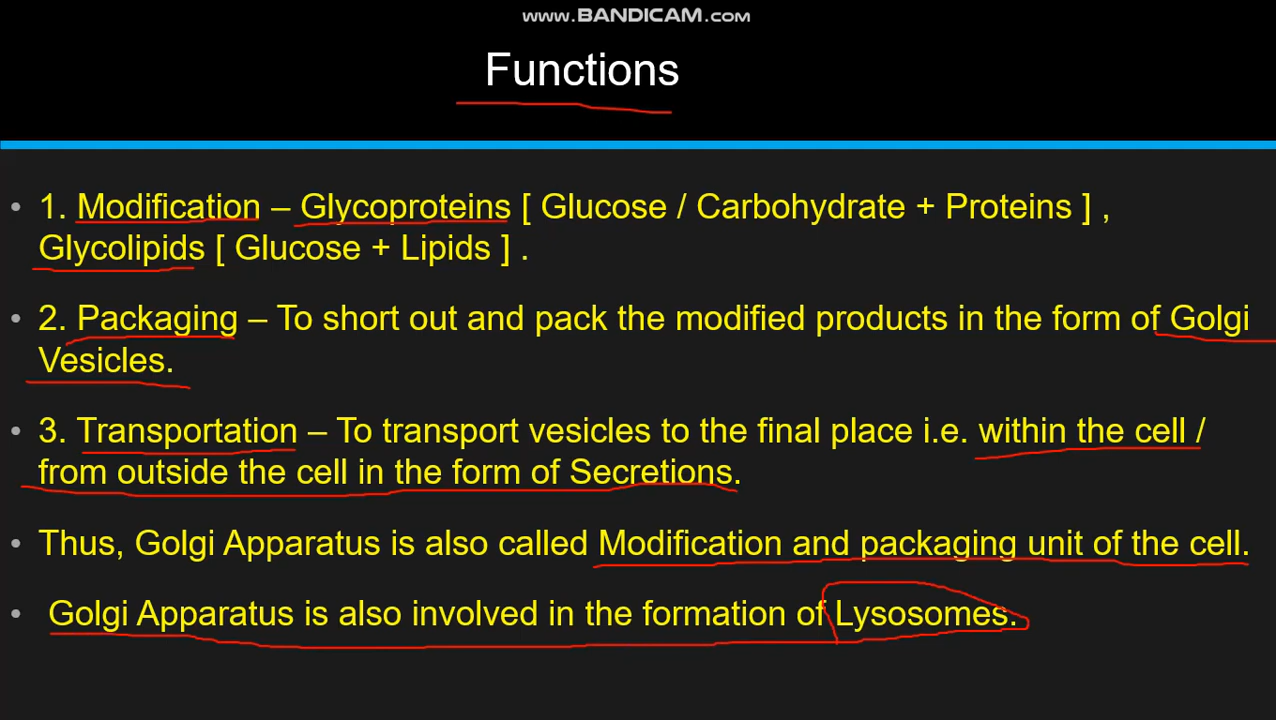 www.BANDICAM.com
Functions
• 1. Modification – Glycoproteins [ Glucose / Carbohydrate + Proteins ] ,
Glycolipids [ Glucose + Lipids ] .
• 2. Packaging – To short out and pack the modified products in the form of Golgi
Vesicles.
• 3. Transportation – To transport vesicles to the final place i.e. within the cell /
from outside the cell in the form of Secretions.
• Thus, Golgi Apparatus is also called Modification and packaging unit of the cell.
• Golgi Apparatus is also involved in the formation of Lysosomes.